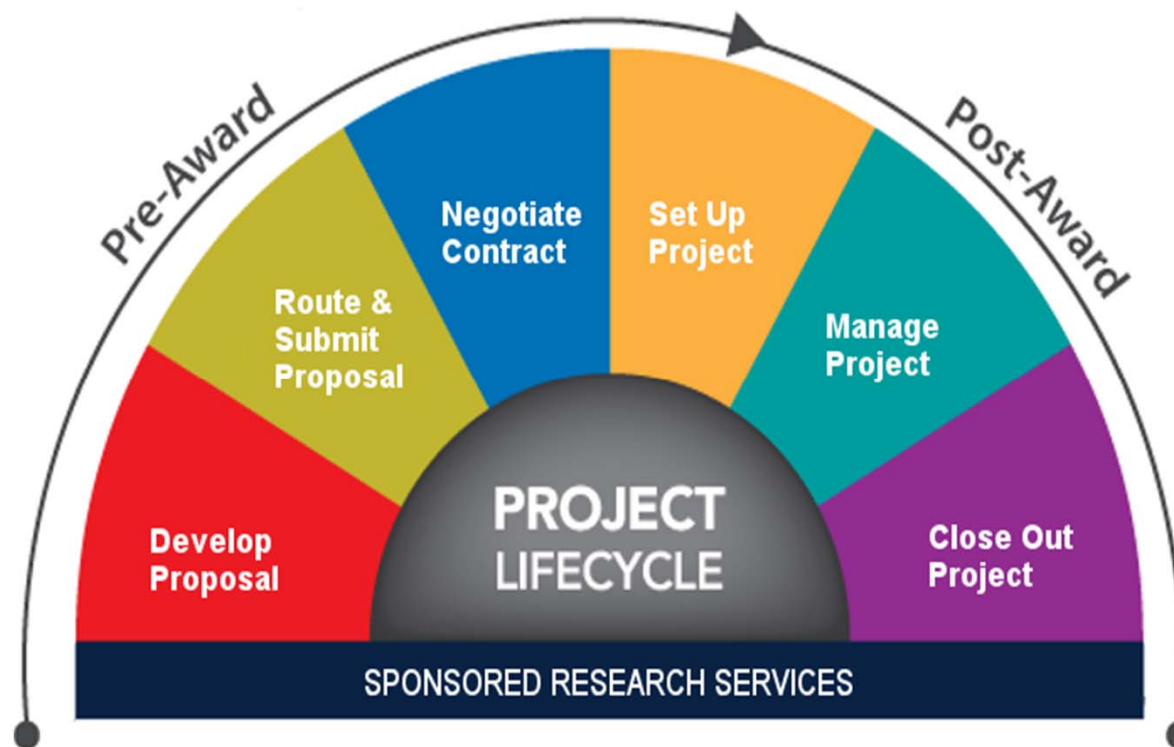 Pre-Award
Post-Award
Develop
Proposal
Route &
Submit
Proposal
Negotiate
Contract
Set Up
Project
Manage
Project
Close Out
Project
PROJECT
LIFECYCLE
SPONSORED RESEARCH SERVICES